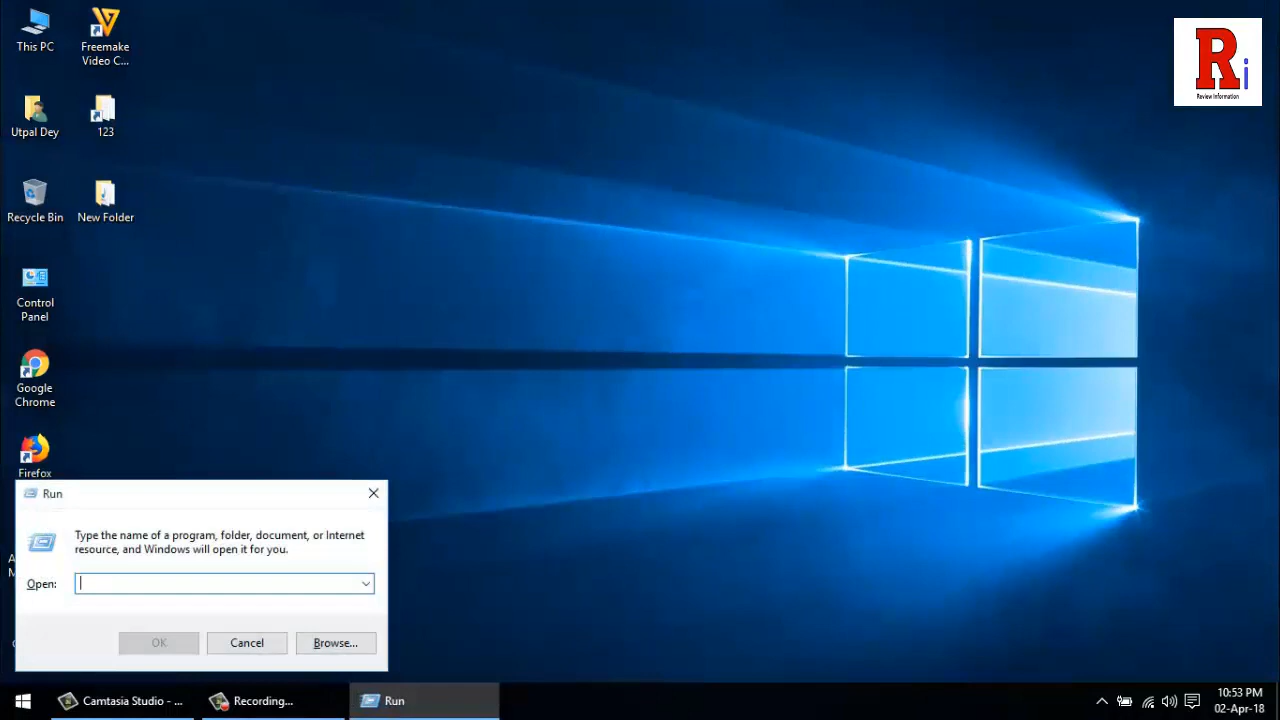 This PC
Freemake
Video C...
Utpal Dey
123
Recycle Bin
New Folder
Control
Panel
Google
Chrome
Firefox
Ri
Review Information
Run
Type the name of a program, folder, document, or Internet
resource, and Windows will open it for you.
Open:
OK
Cancel
Browse...
Camtasia Studio - ...
Recording...
Run
10:53 PM
02-Apr-18